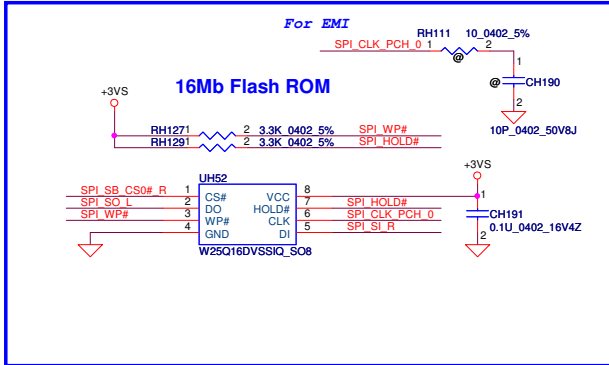 For EMI
RH111 10_0402_5%
SPI_CLK_PCH_0 1 2
@
1
@ CH190
2
10P_0402_50V8J
16Mb Flash ROM
+3VS
RH127 1 2 3.3K_0402_5% SPI_WP#
RH129 1 2 3.3K_0402_5% SPI_HOLD#
+3VS
UH52
SPI_SB_CS0#_R 1 CS# VCC 8
SPI_SO_L 2 DO HOLD# 7 SPI_HOLD#
SPI_WP# 3 WP# CLK 6 SPI_CLK_PCH_0
4 GND DI 5 SPI_SI_R
W25Q16DVSSIQ_SO8
1
CH191
0.1U_0402_16V4Z
2